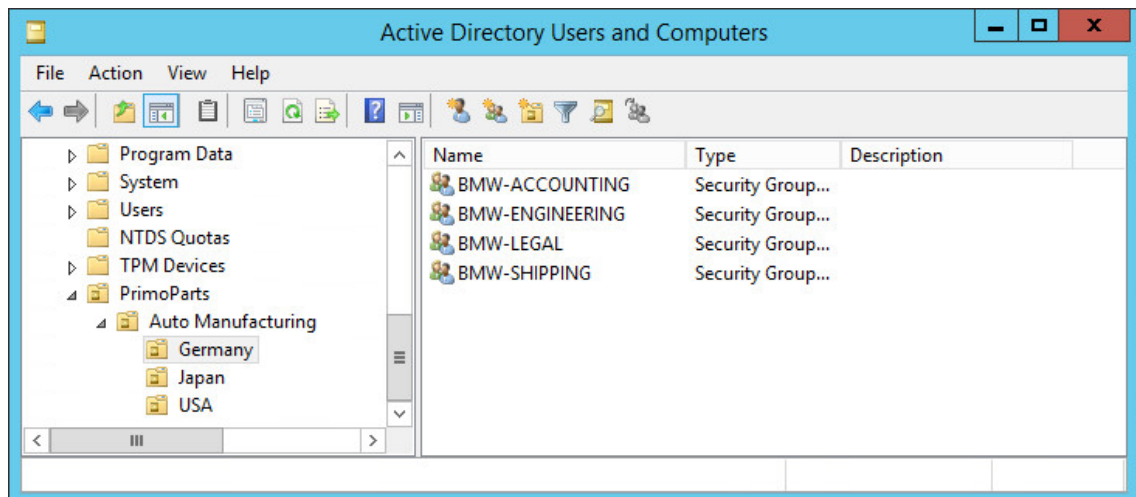 Active Directory Users and Computers
File Action View Help
Program Data
System
Users
NTDS Quotas
TPM Devices
PrimoParts
Auto Manufacturing
Germany
Japan
USA
Name Type Description
BMW-ACCOUNTING Security Group...
BMW-ENGINEERING Security Group...
BMW-LEGAL Security Group...
BMW-SHIPPING Security Group...